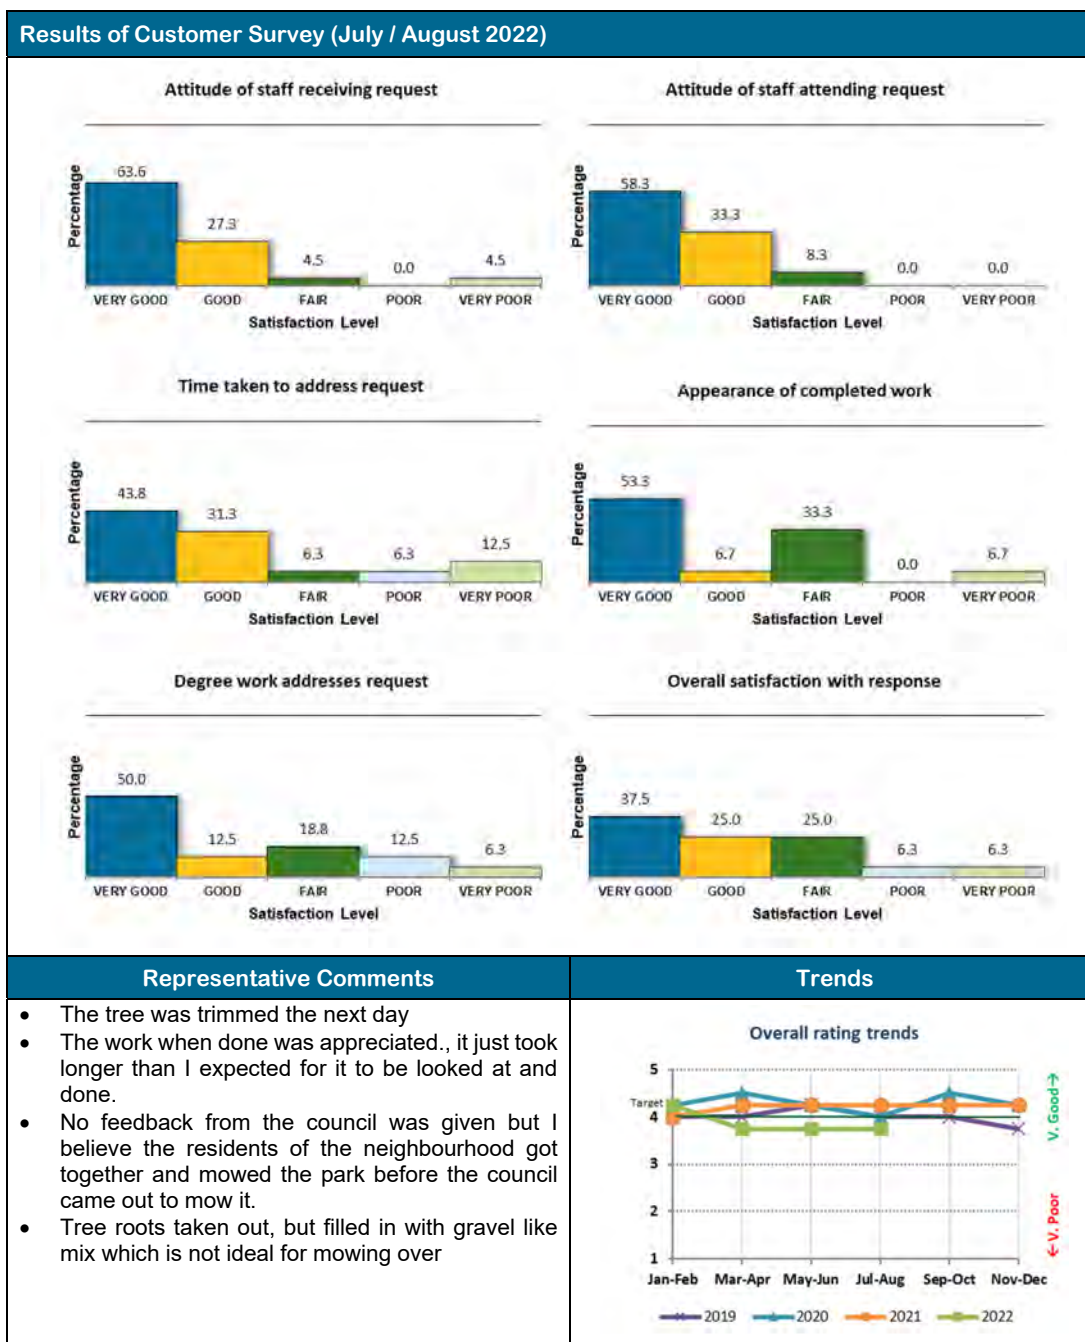 Results of Customer Survey (July / August 2022)
Attitude of staff receiving request
Percentage
63.6
27.3
4.5
0.0
4.5
VERY GOOD GOOD FAIR POOR VERY POOR
Satisfaction Level
Attitude of staff attending request
Percentage
58.3
33.3
8.3
0.0
0.0
VERY GOOD GOOD FAIR POOR VERY POOR
Satisfaction Level
Time taken to address request
Percentage
43.8
31.3
6.3
6.3
12.5
VERY GOOD GOOD FAIR POOR VERY POOR
Satisfaction Level
Appearance of completed work
Percentage
53.3
6.7
33.3
0.0
6.7
VERY GOOD GOOD FAIR POOR VERY POOR
Satisfaction Level
Degree work addresses request
Percentage
50.0
12.5
18.8
12.5
6.3
VERY GOOD GOOD FAIR POOR VERY POOR
Satisfaction Level
Overall satisfaction with response
Percentage
37.5
25.0
25.0
6.3
6.3
VERY GOOD GOOD FAIR POOR VERY POOR
Satisfaction Level
Representative Comments
• The tree was trimmed the next day
• The work when done was appreciated., it just took
longer than I expected for it to be looked at and
done.
• No feedback from the council was given but I
believe the residents of the neighbourhood got
together and mowed the park before the council
came out to mow it.
• Tree roots taken out, but filled in with gravel like
mix which is not ideal for mowing over
Trends
Overall rating trends
5
Target
4
3
2
1
V. Good→
←V. Poor
Jan-Feb Mar-Apr May-Jun Jul-Aug Sep-Oct Nov-Dec
2019 2020 2021 2022